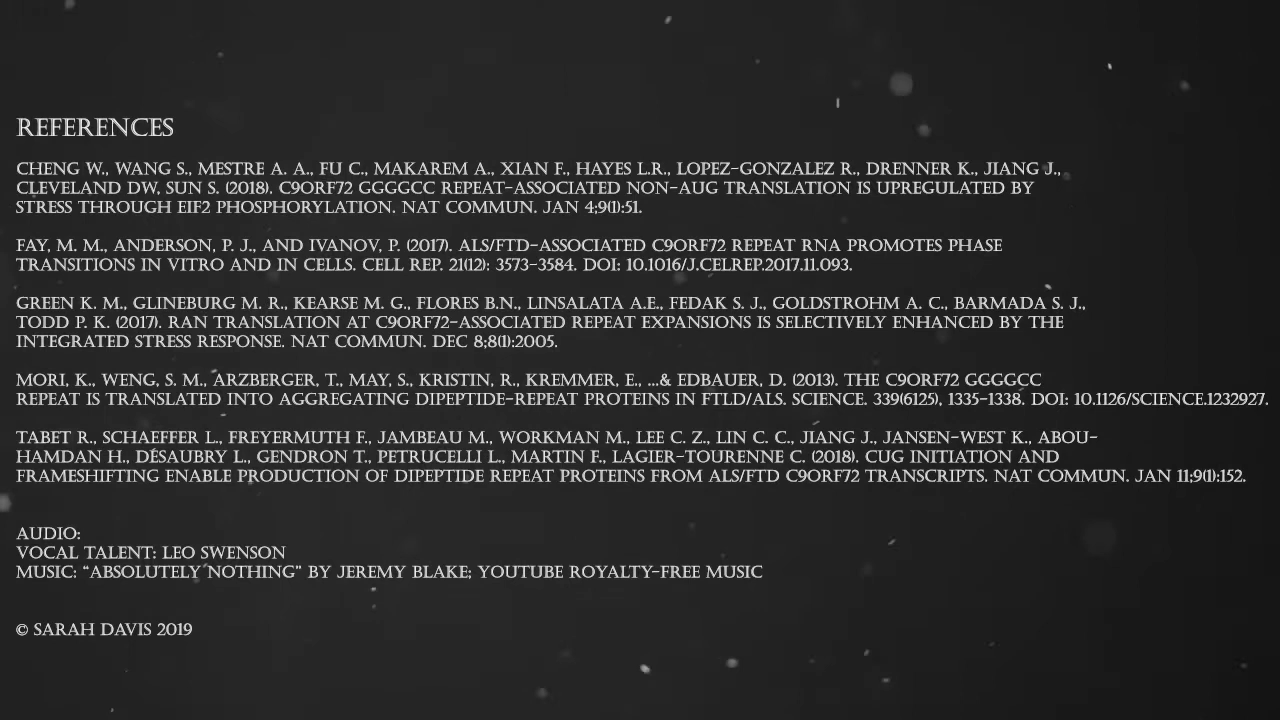 REFERENCES
CHENG W., WANG S., MESTRE A. A., FU C., MAKAREM A., XIAN F., HAYES L.R., LOPEZ-GONZALEZ R., DRENNER K., JIANG J.,
CLEVELAND DW, SUN S. (2018). C9ORF72 GGGGCC REPEAT-ASSOCIATED NON-AUG TRANSLATION IS UPREGULATED BY
STRESS THROUGH EIF2 PHOSPHORYLATION. NAT COMMUN. JAN 4;9(1):51.
FAY, M. M., ANDERSON, P. J., AND IVANOV, P. (2017). ALS/FTD-ASSOCIATED C9ORF72 REPEAT RNA PROMOTES PHASE
TRANSITIONS IN VITRO AND IN CELLS. CELL REP. 21(12): 3573-3584. DOI: 10.1016/J.CELREP.2017.11.093.
GREEN K. M., GLINEBURG M. R., KEARSE M. G., FLORES B.N., LINSALATA A.E., FEDAK S. J., GOLDSTROHM A. C., BARMADA S. J.,
TODD P. K. (2017). RAN TRANSLATION AT C9ORF72-ASSOCIATED REPEAT EXPANSIONS IS SELECTIVELY ENHANCED BY THE
INTEGRATED STRESS RESPONSE. NAT COMMUN. DEC 8;8(1):2005.
MORI, K., WENG, S. M., ARZBERGER, T., MAY, S., KRISTIN, R., KREMMER, E., ...& EDBAUER, D. (2013). THE C9ORF72 GGGGCC
REPEAT IS TRANSLATED INTO AGGREGATING DIPEPTIDE-REPEAT PROTEINS IN FTLD/ALS. SCIENCE. 339(6125), 1335-1338. DOI: 10.1126/SCIENCE.1232927.
TABET R., SCHAEFFER L., FREYERMUTH F., JAMBEAU M., WORKMAN M., LEE C. Z., LIN C. C., JIANG J., JANSEN-WEST K., ABOU-
HAMDAN H., DÉSAUBRY L., GENDRON T., PETRUCELLI L., MARTIN F., LAGIER-TOURENNE C. (2018). CUG INITIATION AND
FRAMESHIFTING ENABLE PRODUCTION OF DIPEPTIDE REPEAT PROTEINS FROM ALS/FTD C9ORF72 TRANSCRIPTS. NAT COMMUN. JAN 11;9(1):152.
AUDIO:
VOCAL TALENT: LEO SWENSON
MUSIC: “ABSOLUTELY NOTHING” BY JEREMY BLAKE; YOUTUBE ROYALTY-FREE MUSIC
© SARAH DAVIS 2019